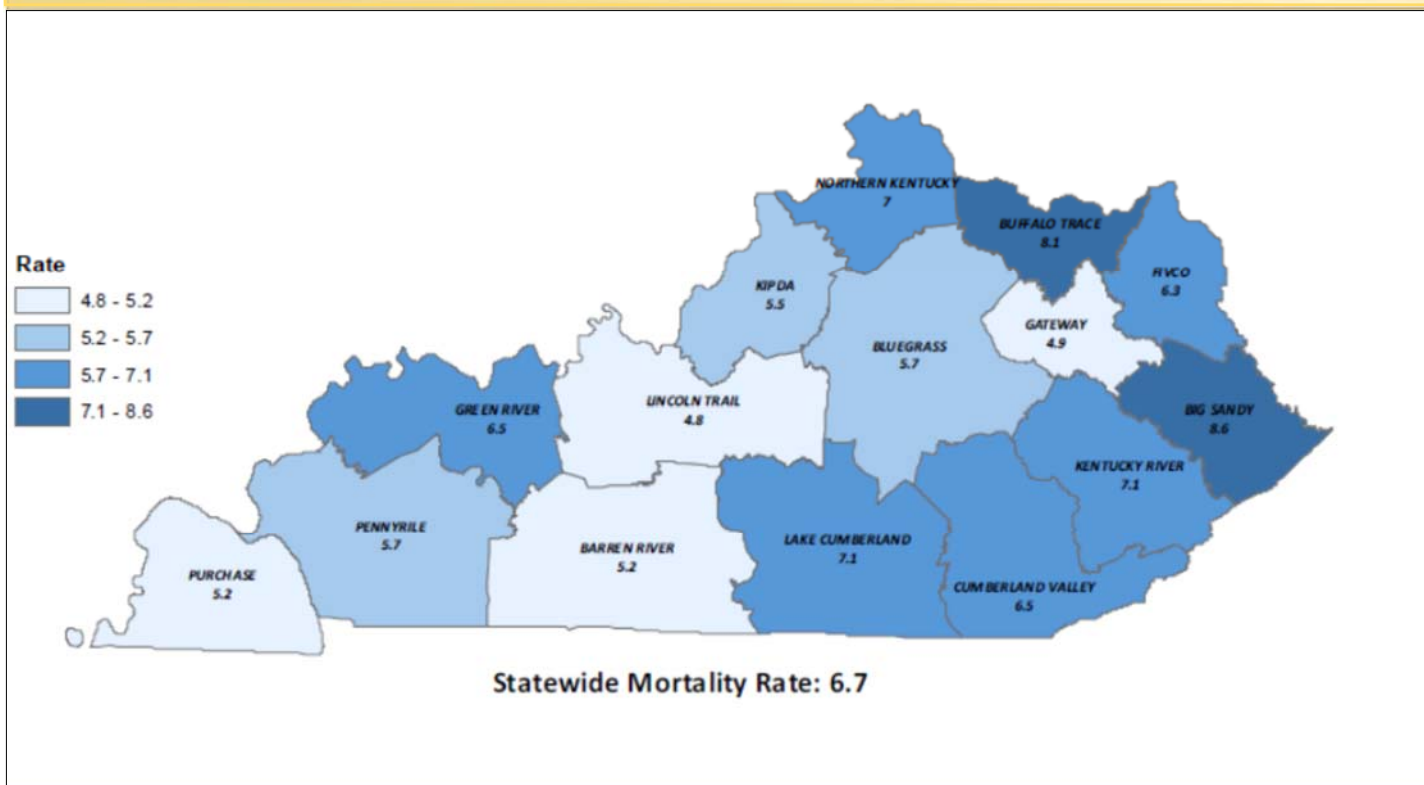 NORTHERN KENTUCKY
7
BUFFALO TRACE
8.1
Rate
4.8 - 5.2
5.2 - 5.7
5.7 - 7.1
7.1 - 8.6
KIPDA
5.5
FIVCO
6.3
GATEWAY
4.9
BLUEGRASS
5.7
LINCOLN TRAIL
4.8
GREEN RIVER
6.5
BIG SANDY
8.6
KENTUCKY RIVER
7.1
PENNYRILE
5.7
BARREN RIVER
5.2
LAKE CUMBERLAND
7.1
PURCHASE
5.2
CUMBERLAND VALLEY
6.5
Statewide Mortality Rate: 6.7